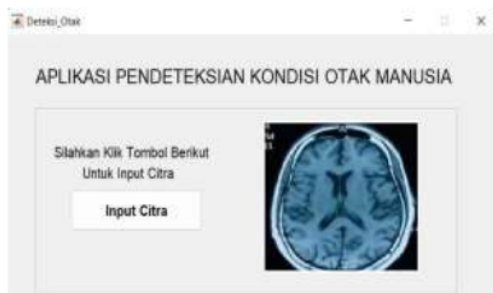 Deteksi_Otak
APLIKASI PENDETEKSIAN KONDISI OTAK MANUSIA
Silahkan Klik Tombol Berikut
Untuk Input Citra
Input Citra